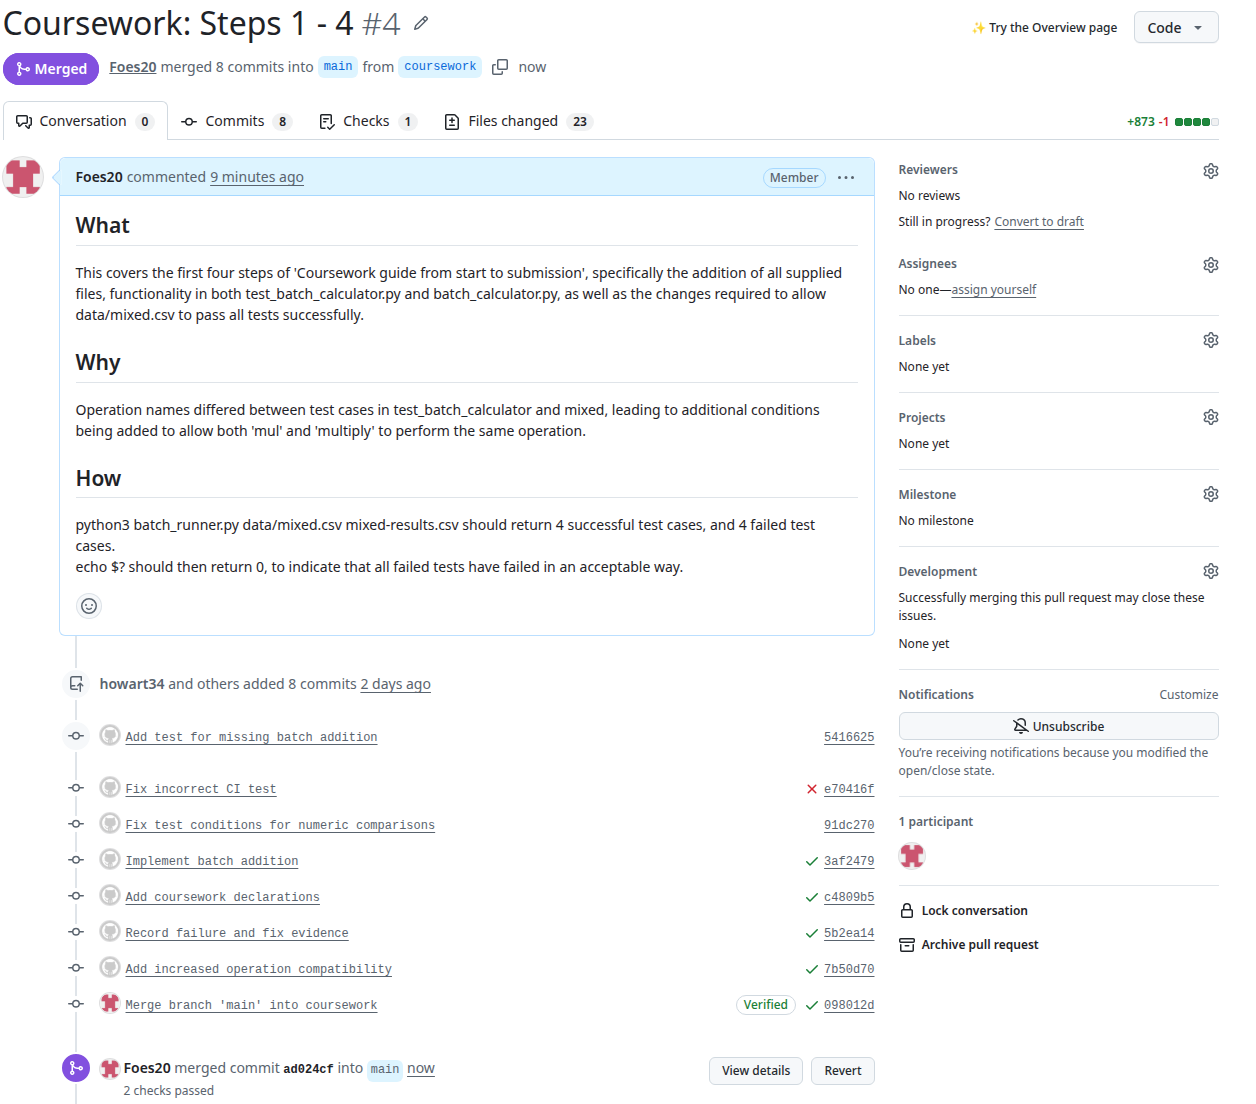 Coursework: Steps 1 - 4 #4
✨ Try the Overview page
Code
Merged
Foes20 merged 8 commits into main from coursework now
Conversation 0
Commits 8
Checks 1
Files changed 23
+873 -1
Foes20 commented 9 minutes ago
Member
What
This covers the first four steps of 'Coursework guide from start to submission', specifically the addition of all supplied
files, functionality in both test_batch_calculator.py and batch_calculator.py, as well as the changes required to allow
data/mixed.csv to pass all tests successfully.
Why
Operation names differed between test cases in test_batch_calculator and mixed, leading to additional conditions
being added to allow both 'mul' and 'multiply' to perform the same operation.
How
python3 batch_runner.py data/mixed.csv mixed-results.csv should return 4 successful test cases, and 4 failed test
cases.
echo $? should then return 0, to indicate that all failed tests have failed in an acceptable way.
howart34 and others added 8 commits 2 days ago
Add test for missing batch addition 5416625
Fix incorrect CI test e70416f
Fix test conditions for numeric comparisons 91dc270
Implement batch addition 3af2479
Add coursework declarations c4809b5
Record failure and fix evidence 5b2ea14
Add increased operation compatibility 7b50d70
Merge branch 'main' into coursework Verified 098012d
Foes20 merged commit ad024cf into main now
2 checks passed
View details
Revert
Reviewers
No reviews
Still in progress? Convert to draft
Assignees
No one—assign yourself
Labels
None yet
Projects
None yet
Milestone
No milestone
Development
Successfully merging this pull request may close these
issues.
None yet
Notifications
Customize
Unsubscribe
You're receiving notifications because you modified the
open/close state.
1 participant
Lock conversation
Archive pull request